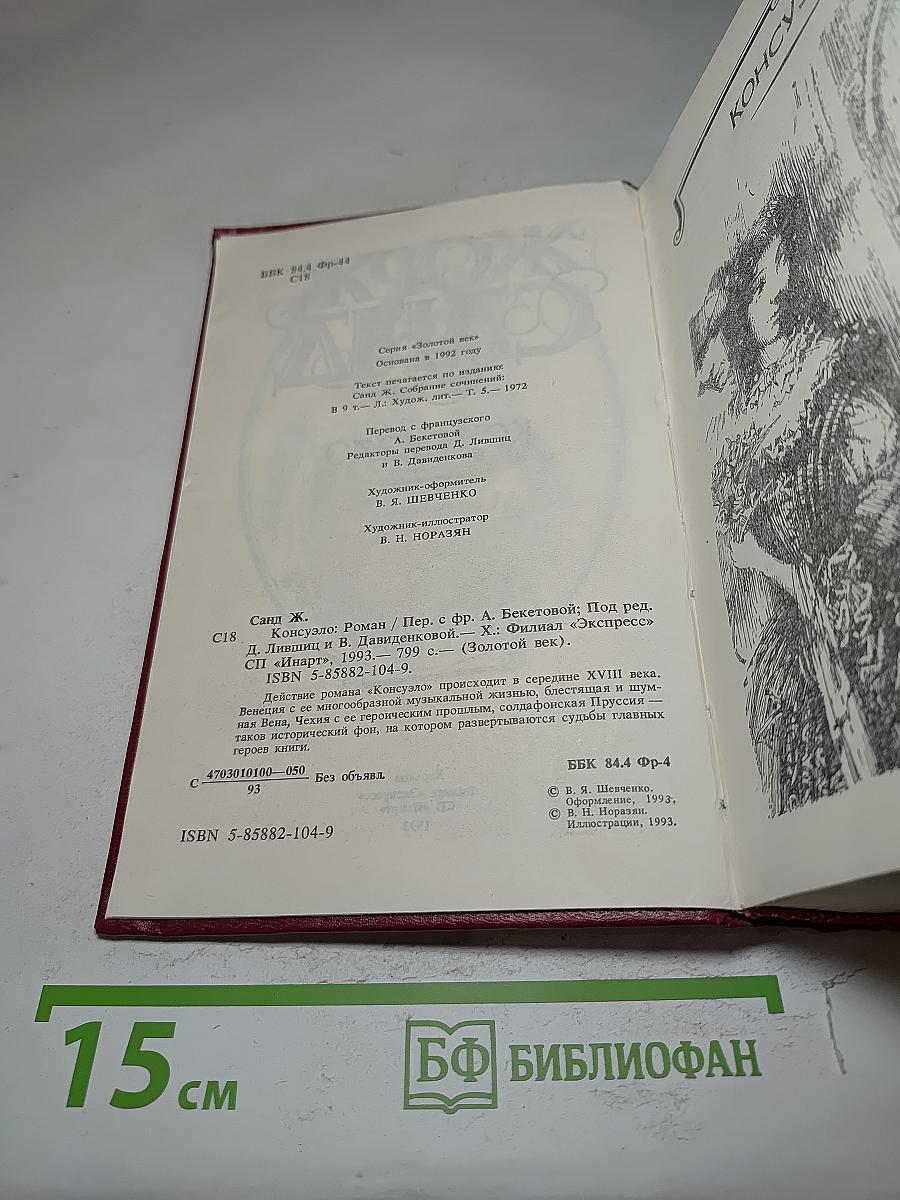 ББК 84.4 Фр-44
С18
Серия «Золотой век»
Основана в 1992 году
Текст печатается по изданию:
Санд Ж. Собрание сочинений:
В 9 т.— Л.: Худож. лит.— Т. 5.— 1972
Перевод с французского
А. Бекетовой
Редакторы перевода Д. Лившиц
и В. Давиденкова
Художник-оформитель
В. Я. ШЕВЧЕНКО
Художник-иллюстратор
В. Н. НОРАЗЯН
Санд Ж.
С18 Консуэло: Роман / Пер. с фр. А. Бекетовой; Под ред.
Д. Лившиц и В. Давиденковой.— Х.: Филиал «Экспресс»
СП «Инарт», 1993.— 799 с.— (Золотой век).
ISBN 5-85882-104-9.
Действие романа «Консуэло» происходит в середине XVIII века.
Венеция с ее многообразной музыкальной жизнью, блестящая и шум-
ная Вена, Чехия с ее героическим прошлым, солдафонская Пруссия —
таков исторический фон, на котором развертываются судьбы главных
героев книги.
С 4703010100—050 Без объявл.
93
ББК 84.4 Фр-4
ISBN 5-85882-104-9
© В. Я. Шевченко.
Оформление, 1993.
© В. Н. Норазян.
Иллюстрации, 1993.
КОНСУ
15 см
БФ БИБЛИОФАН